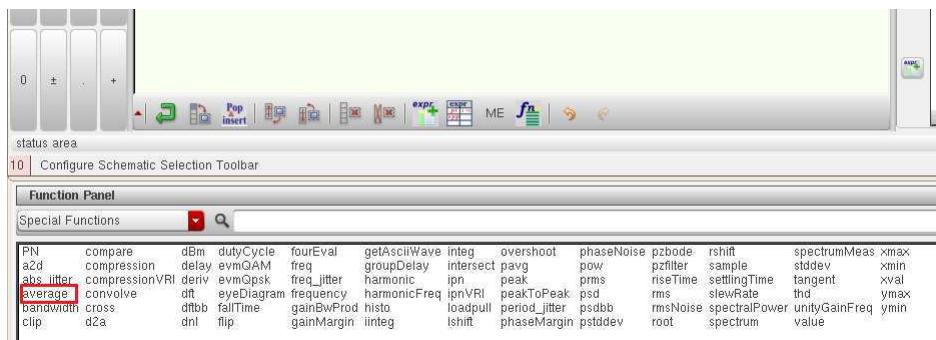 0 ± . +
Pop insert expr expr ME fn
expr
status area
10 Configure Schematic Selection Toolbar
Function Panel
Special Functions
PN compare dBm dutyCycle fourEval getAsciiWave integ overshoot phaseNoise pzbode rshift spectrumMeas xmax
a2d compression delay evmQAM freq groupDelay intersect pavg pow pzfilter sample stddev xmin
abs_jitter compressionVRI deriv evmQpsk freq_jitter harmonic ipn peak prms riseTime settlingTime tangent xval
average convolve dft eyeDiagram frequency harmonicFreq ipnVRI peakToPeak psd rms slewRate thd ymax
bandwidth cross dftbb fallTime gainBwProd histo loadpull period_jitter psdbb rmsNoise spectralPower unityGainFreq ymin
clip d2a dnl flip gainMargin iinteg lshift phaseMargin pstddev root spectrum value